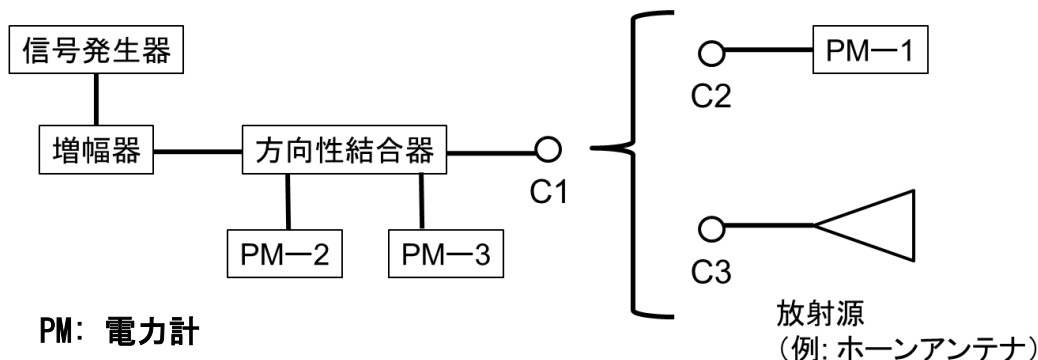 信号発生器
増幅器
方向性結合器
PM—2
PM—3
C1
C2
PM—1
C3
放射源
(例; ホーンアンテナ)
PM: 電力計